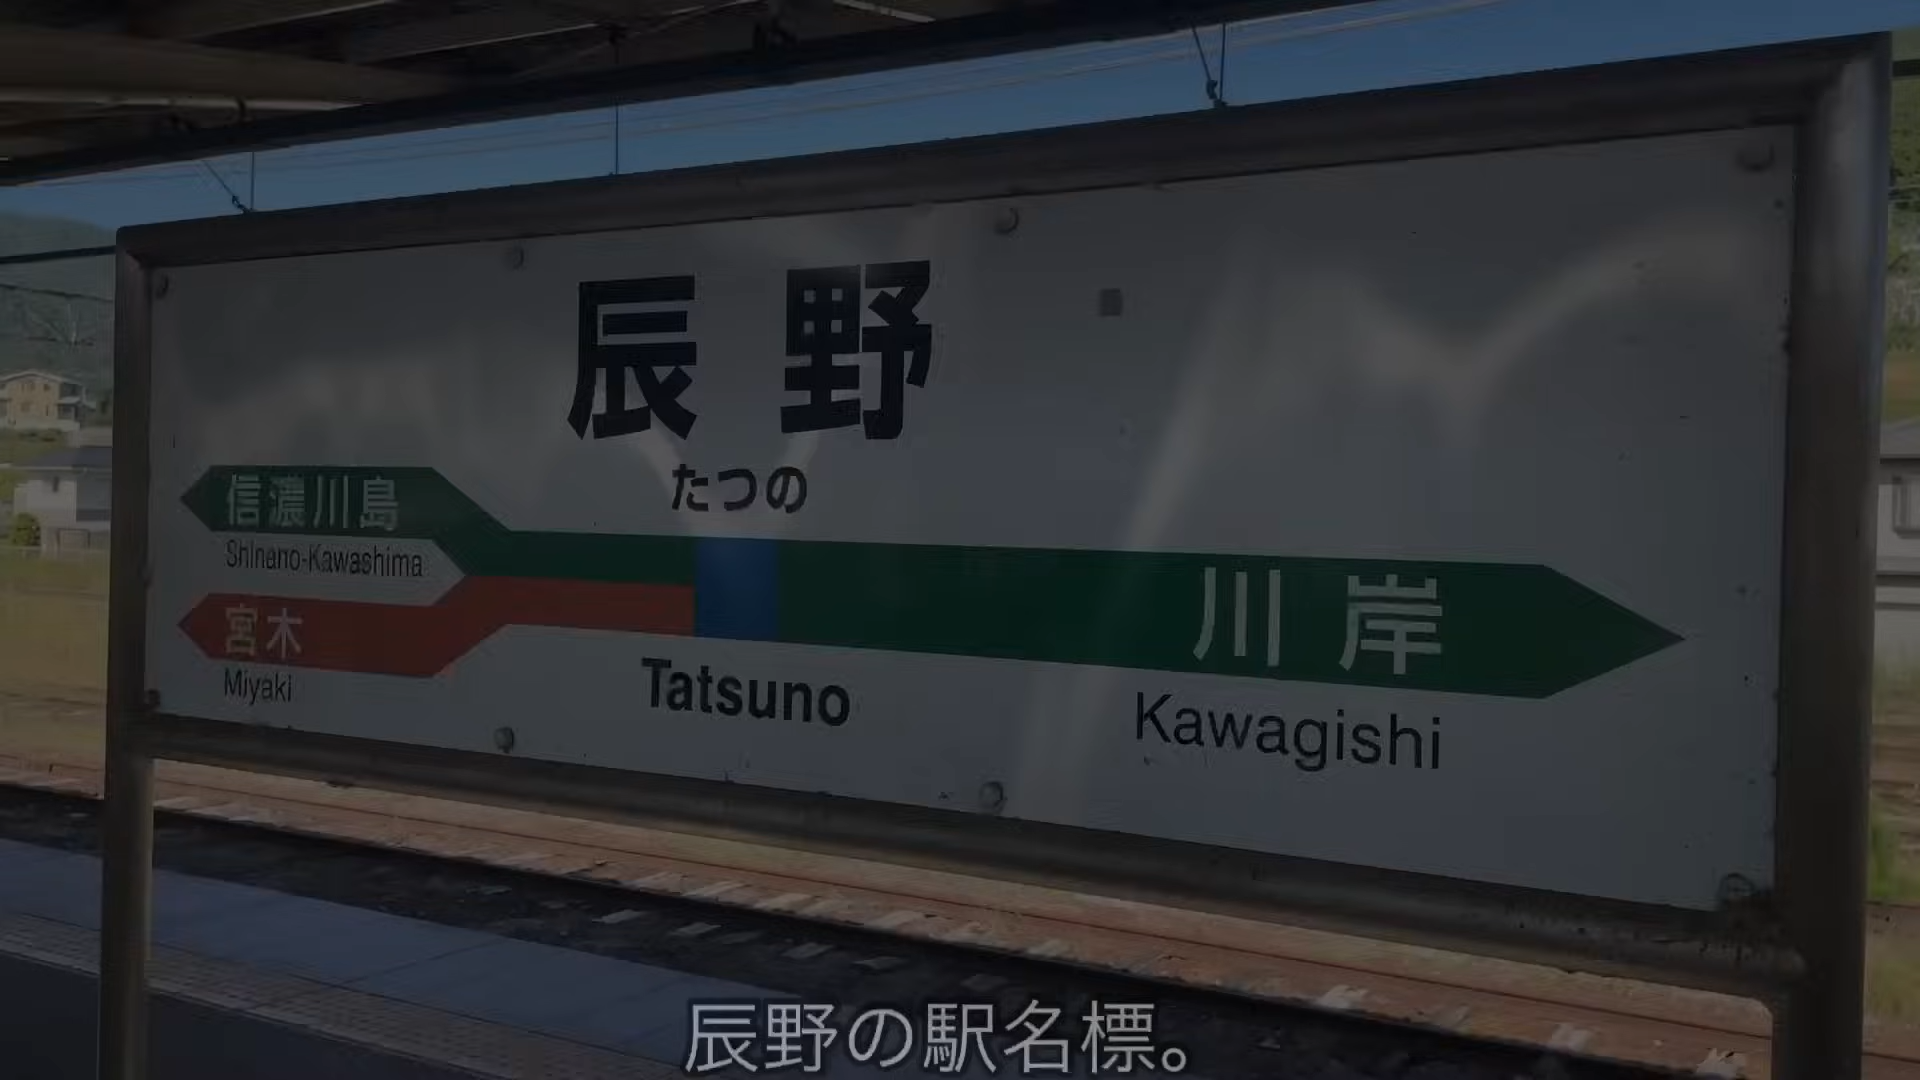 辰野
たつの
信濃川島
Shinano-Kawashima
宮木
Miyaki
Tatsuno
川岸
Kawagishi
辰野の駅名標。